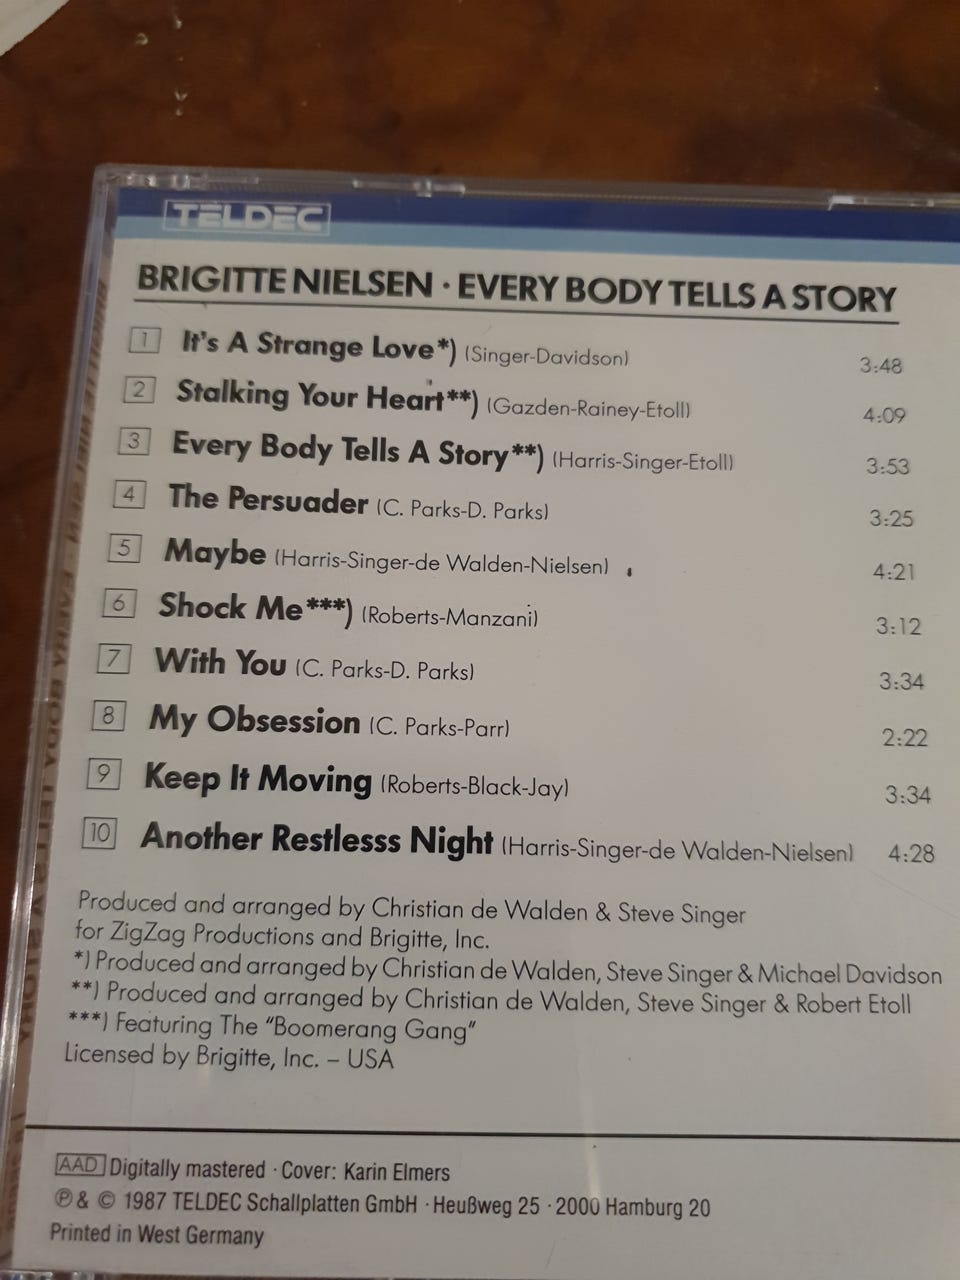 TELDEC
BRIGITTE NIELSEN · EVERY BODY TELLS A STORY
1 It's A Strange Love*) (Singer-Davidson) 3:48
2 Stalking Your Heart**) (Gazden-Rainey-Etoll) 4:09
3 Every Body Tells A Story**) (Harris-Singer-Etoll) 3:53
4 The Persuader (C. Parks-D. Parks) 3:25
5 Maybe (Harris-Singer-de Walden-Nielsen) 4:21
6 Shock Me***) (Roberts-Manzani) 3:12
7 With You (C. Parks-D. Parks) 3:34
8 My Obsession (C. Parks-Parr) 2:22
9 Keep It Moving (Roberts-Black-Jay) 3:34
10 Another Restlesss Night (Harris-Singer-de Walden-Nielsen) 4:28
Produced and arranged by Christian de Walden & Steve Singer
for ZigZag Productions and Brigitte, Inc.
*) Produced and arranged by Christian de Walden, Steve Singer & Michael Davidson
**) Produced and arranged by Christian de Walden, Steve Singer & Robert Etoll
***) Featuring The "Boomerang Gang"
Licensed by Brigitte, Inc. – USA
AAD Digitally mastered · Cover: Karin Elmers
℗ & © 1987 TELDEC Schallplatten GmbH · Heußweg 25 · 2000 Hamburg 20
Printed in West Germany